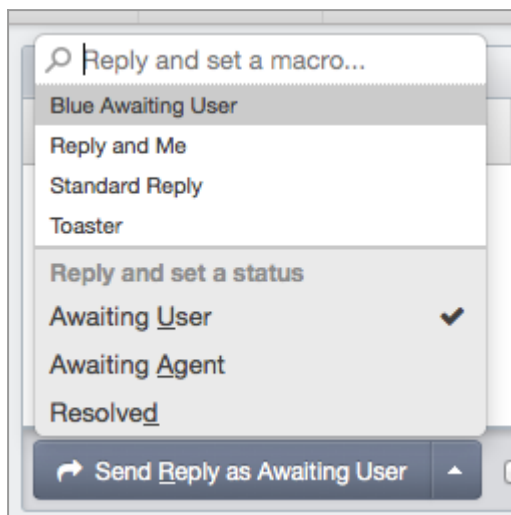 Reply and set a macro...
Blue Awaiting User
Reply and Me
Standard Reply
Toaster
Reply and set a status
Awaiting User
Awaiting Agent
Resolved
Send Reply as Awaiting User